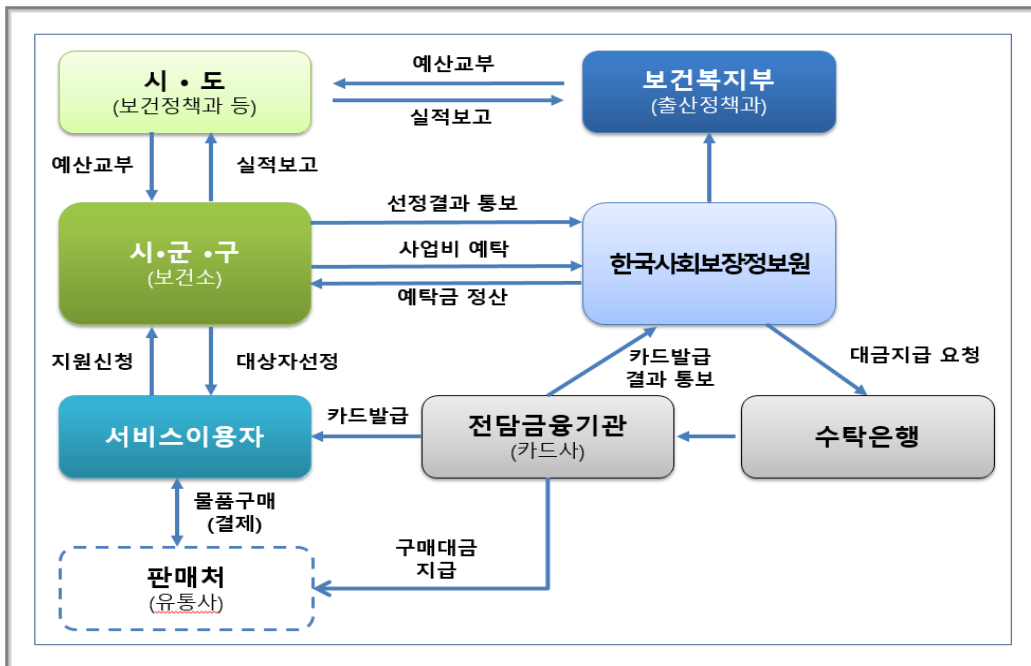 시 • 도
(보건정책과 등)
예산교부
실적보고
보건복지부
(출산정책과)
예산교부
실적보고
시•군 •구
(보건소)
선정결과 통보
사업비 예탁
예탁금 정산
한국사회보장정보원
지원신청
대상자선정
카드발급
결과 통보
대금지급 요청
서비스이용자
카드발급
전담금융기관
(카드사)
수탁은행
물품구매
(결제)
구매대금
지급
판매처
(유통사)